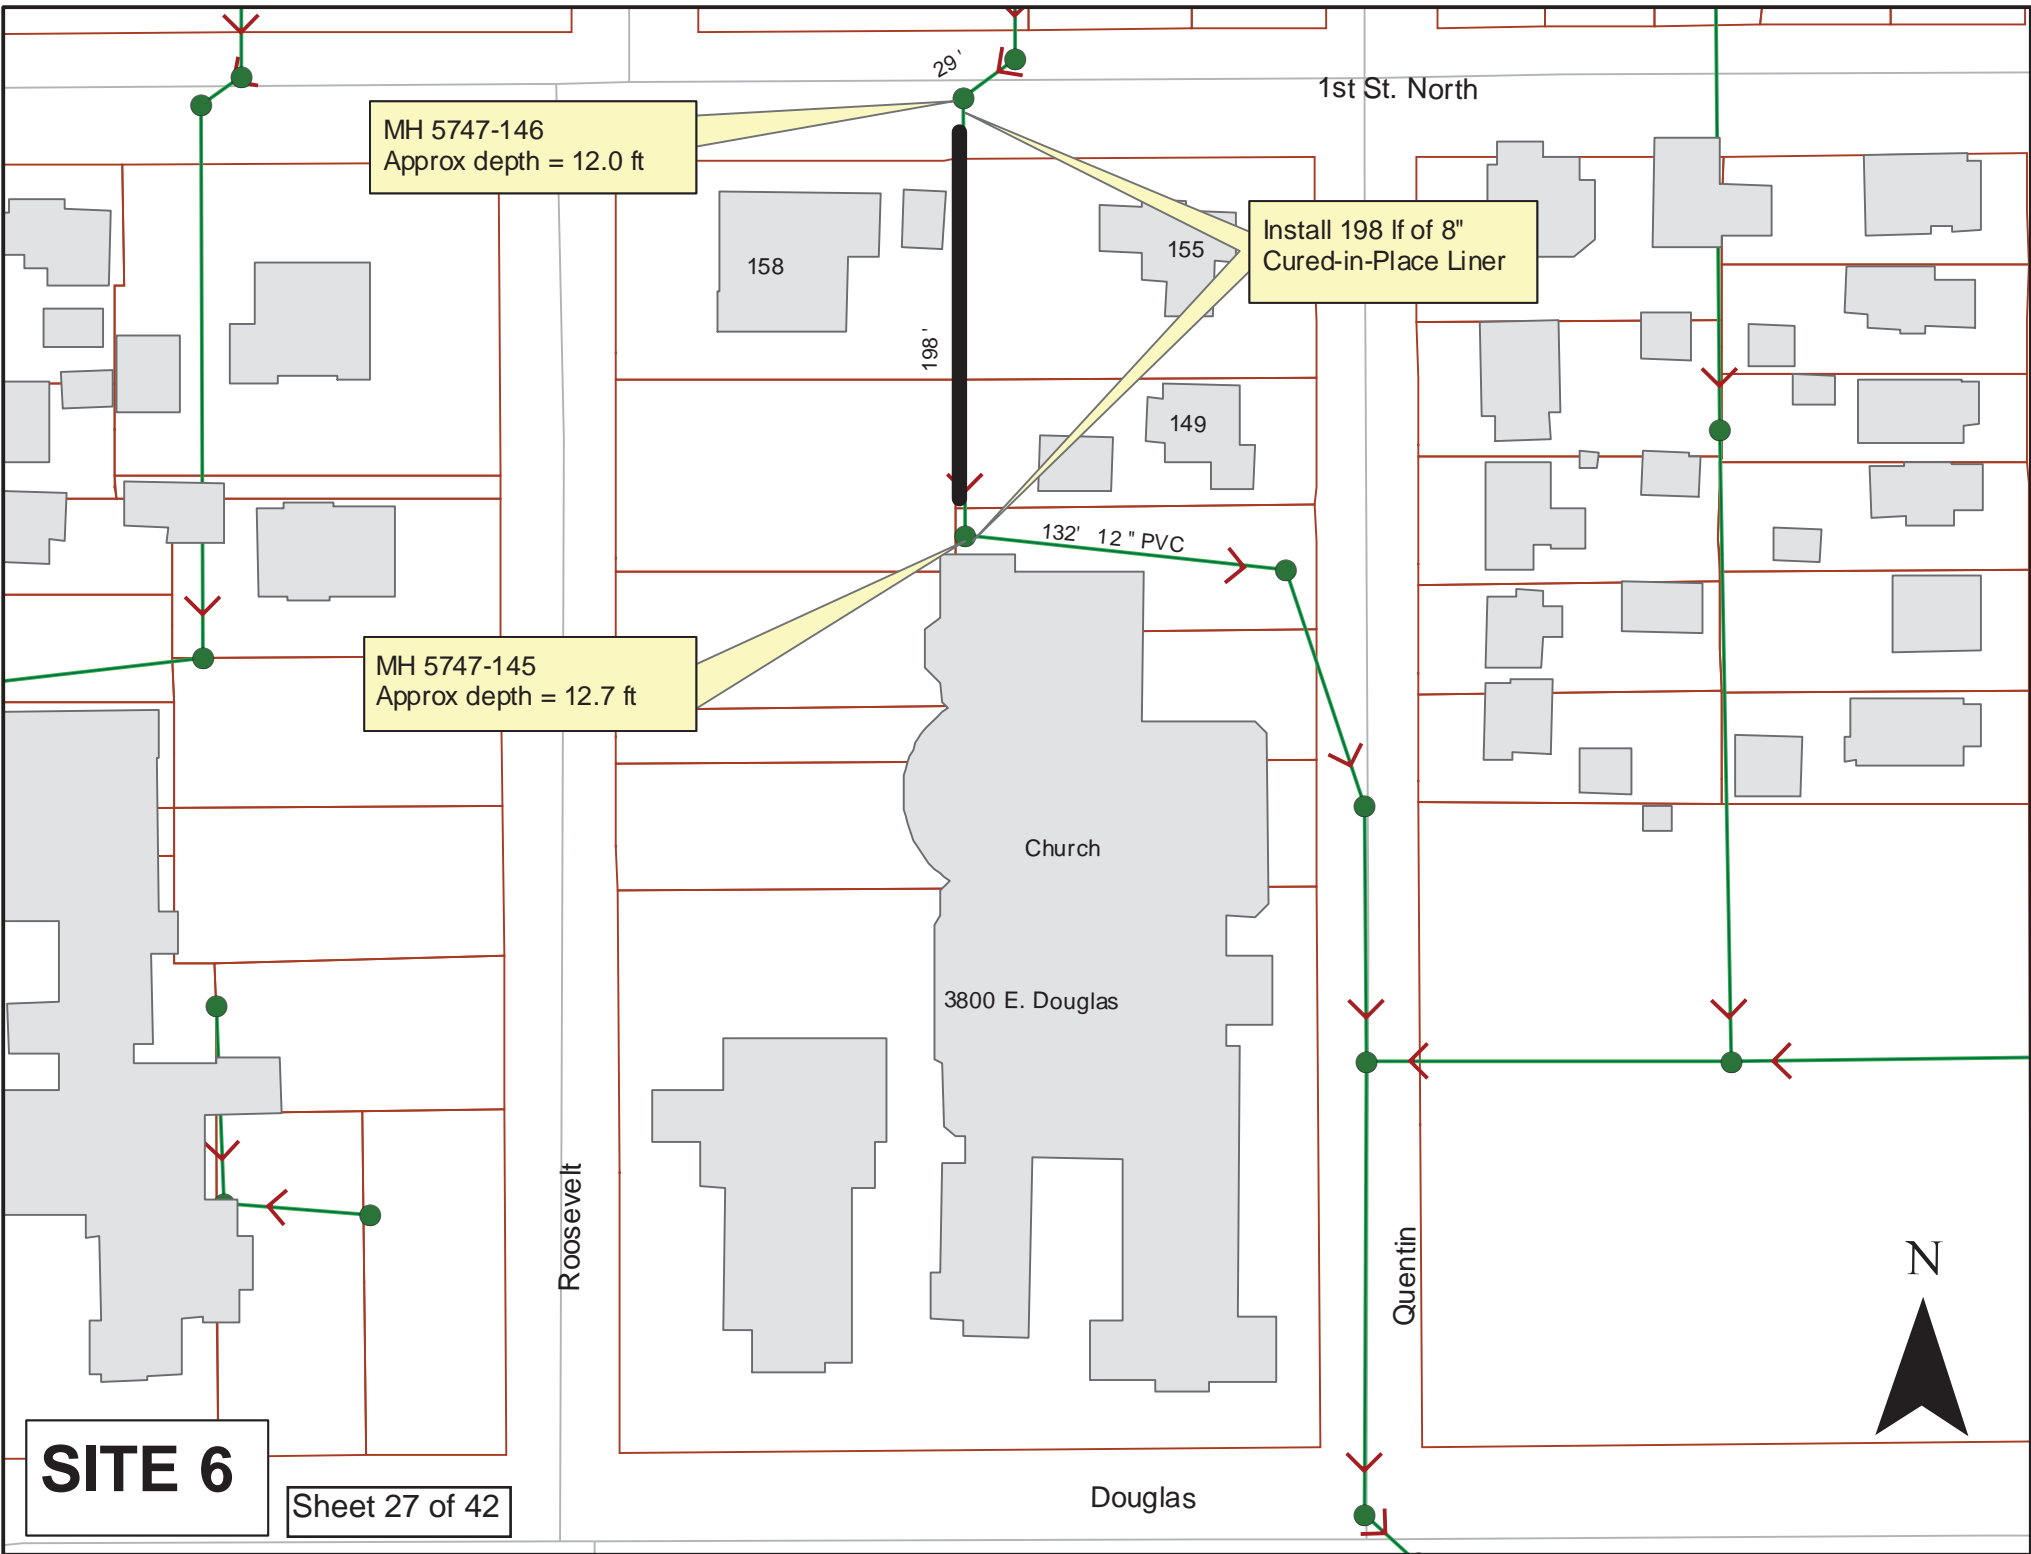 29'
1st St. North
MH 5747-146
Approx depth = 12.0 ft
Install 198 lf of 8"
Cured-in-Place Liner
158
155
198'
149
132' 12" PVC
MH 5747-145
Approx depth = 12.7 ft
Church
3800 E. Douglas
Roosevelt
Quentin
N
SITE 6
Sheet 27 of 42
Douglas